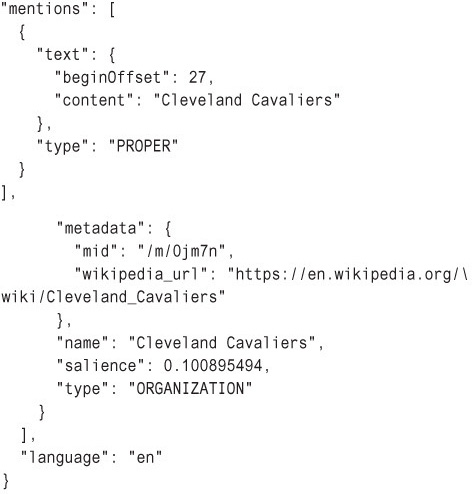 "mentions": [
  {
    "text": {
      "beginOffset": 27,
      "content": "Cleveland Cavaliers"
    },
    "type": "PROPER"
  }
],
      "metadata": {
        "mid": "/m/0jm7n",
        "wikipedia_url": "https://en.wikipedia.org/\
wiki/Cleveland_Cavaliers"
      },
      "name": "Cleveland Cavaliers",
      "salience": 0.100895494,
      "type": "ORGANIZATION"
    }
  ],
  "language": "en"
}